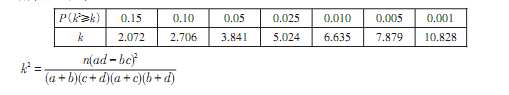 P(k²≥k) 0.15 0.10 0.05 0.025 0.010 0.005 0.001
k 2.072 2.706 3.841 5.024 6.635 7.879 10.828
k² = n(ad−bc)² / (a+b)(c+d)(a+c)(b+d)